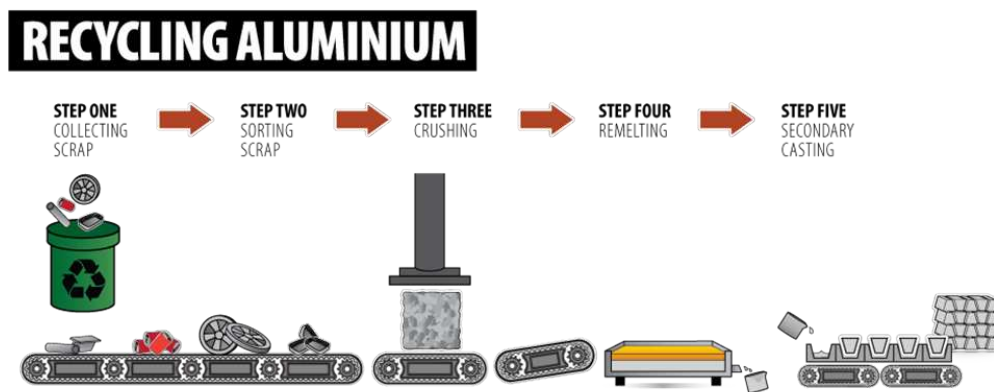 RECYCLING ALUMINIUM
STEP ONE
COLLECTING
SCRAP
STEP TWO
SORTING
SCRAP
STEP THREE
CRUSHING
STEP FOUR
REMELTING
STEP FIVE
SECONDARY
CASTING